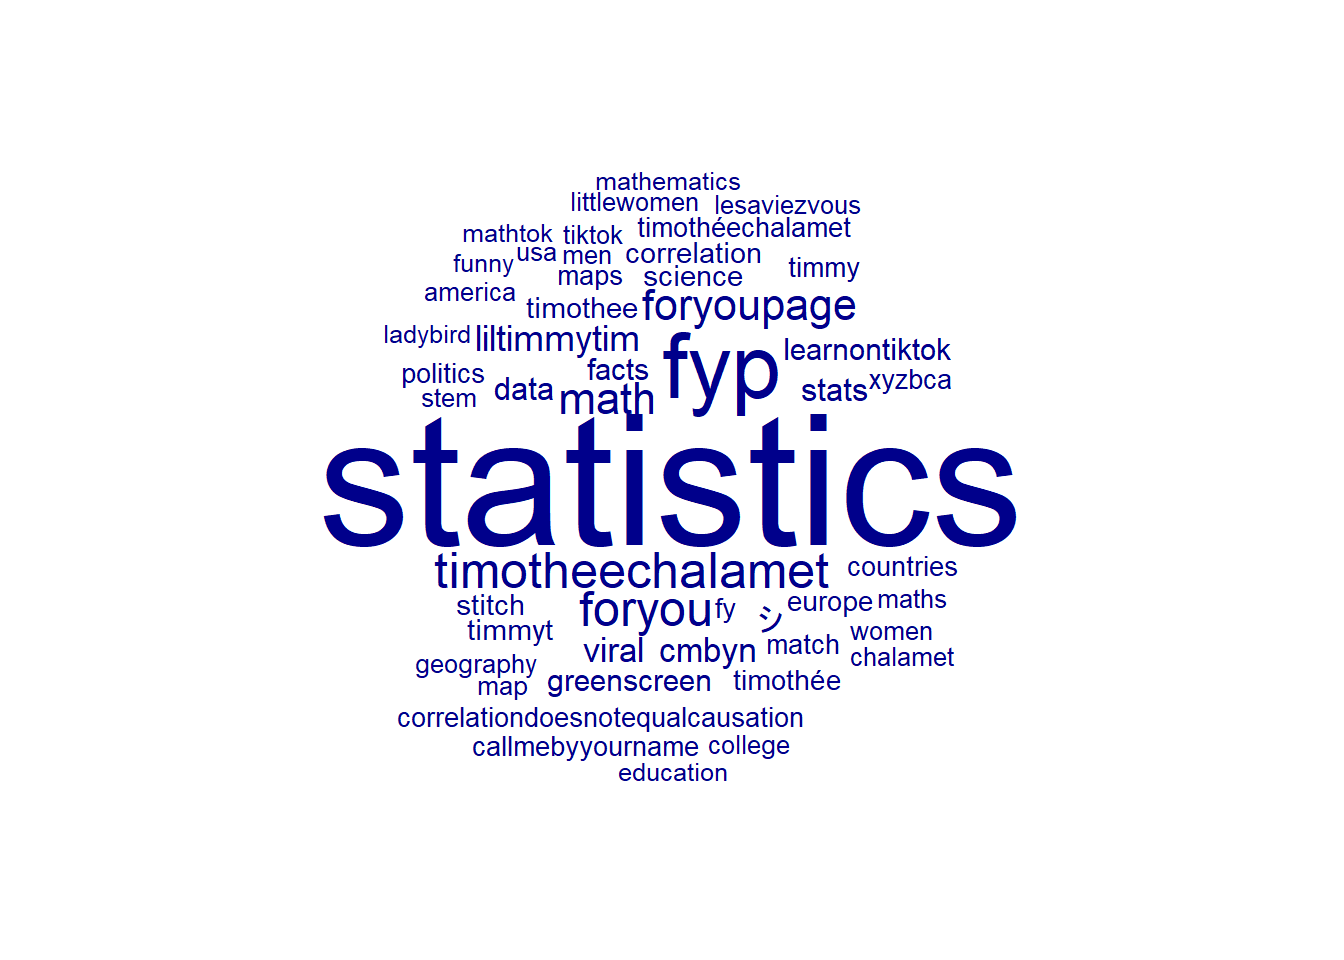 mathematics
littlewomen lesaviezvous
mathtok tiktok timothéechalamet
funny usa men correlation
maps science timmy
america timothee foryoupage
ladybird liltimmytim fyp learnontiktok
politics data facts stats xyzbca
stem math
statistics
timotheechalamet countries
stitch foryou fy シ europe maths
timmyt viral cmbyn match women
chalamet
geography greenscreen timothée
map
correlationdoesnotequalcausation
callmebyyourname college
education